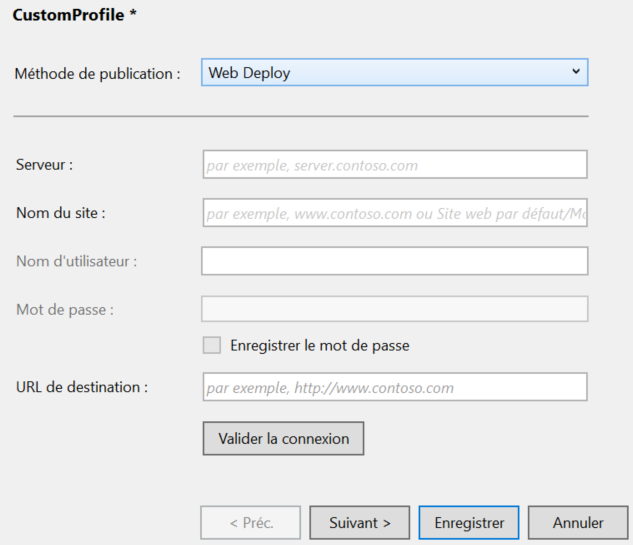 CustomProfile *
Méthode de publication : Web Deploy
Serveur : par exemple, server.contoso.com
Nom du site : par exemple, www.contoso.com ou Site web par défaut/Mo
Nom d'utilisateur :
Mot de passe :
Enregistrer le mot de passe
URL de destination : par exemple, http://www.contoso.com
Valider la connexion
< Préc. Suivant > Enregistrer Annuler